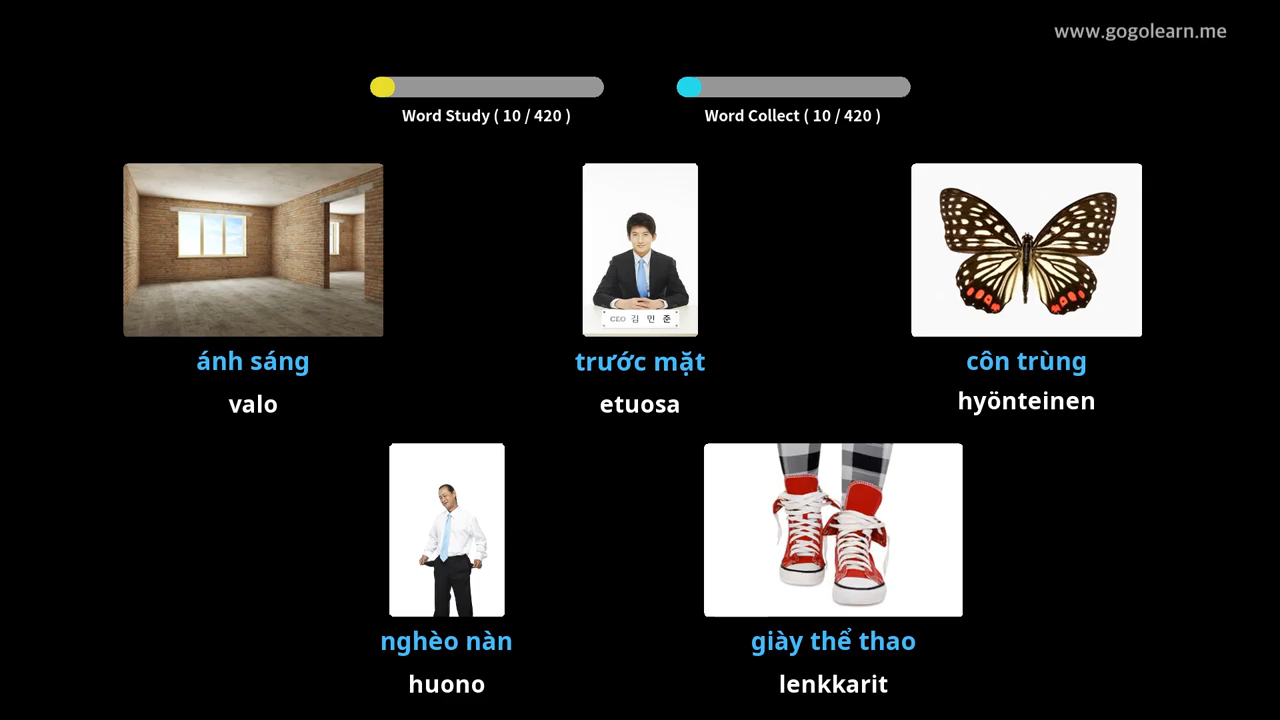 www.gogolearn.me
Word Study ( 10 / 420 )
Word Collect ( 10 / 420 )
CEO 김 민 준
ánh sáng
trước mặt
côn trùng
valo
etuosa
hyönteinen
nghèo nàn
giày thể thao
huono
lenkkarit